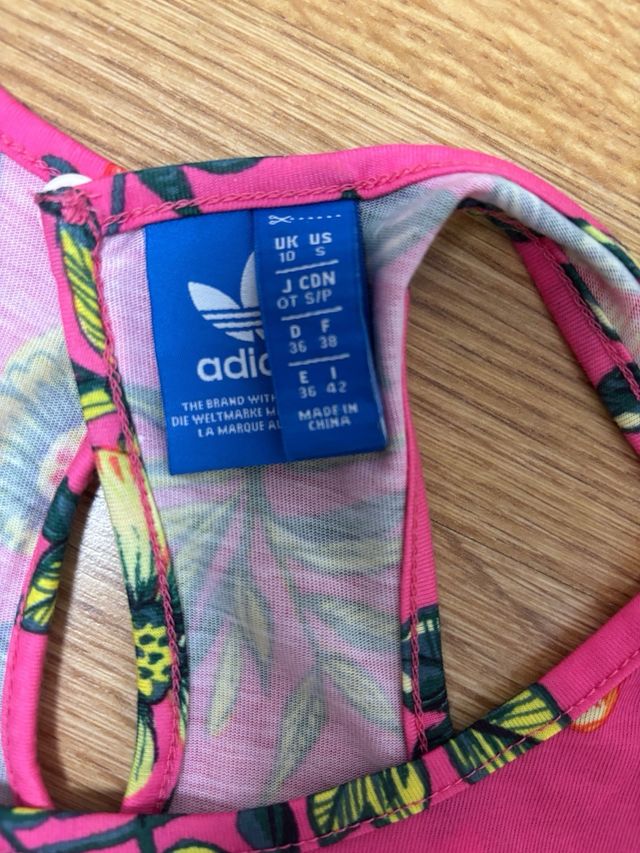 UK US
10 S
J CDN
OT S/P
D F
36 38
E I
36 42
MADE IN
CHINA
adid
THE BRAND WITH
DIE WELTMARKE M
LA MARQUE A